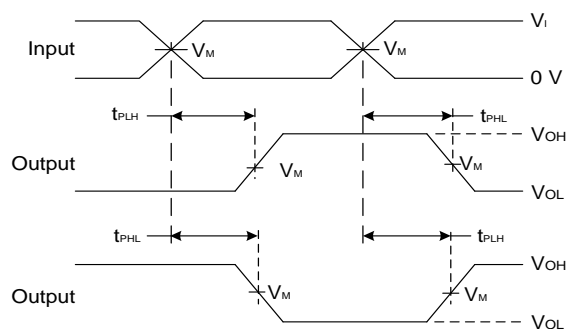 V_I
Input
V_M
V_M
0 V
t_PLH
t_PHL
V_OH
Output
V_M
V_M
V_OL
t_PHL
t_PLH
V_OH
Output
V_M
V_M
V_OL